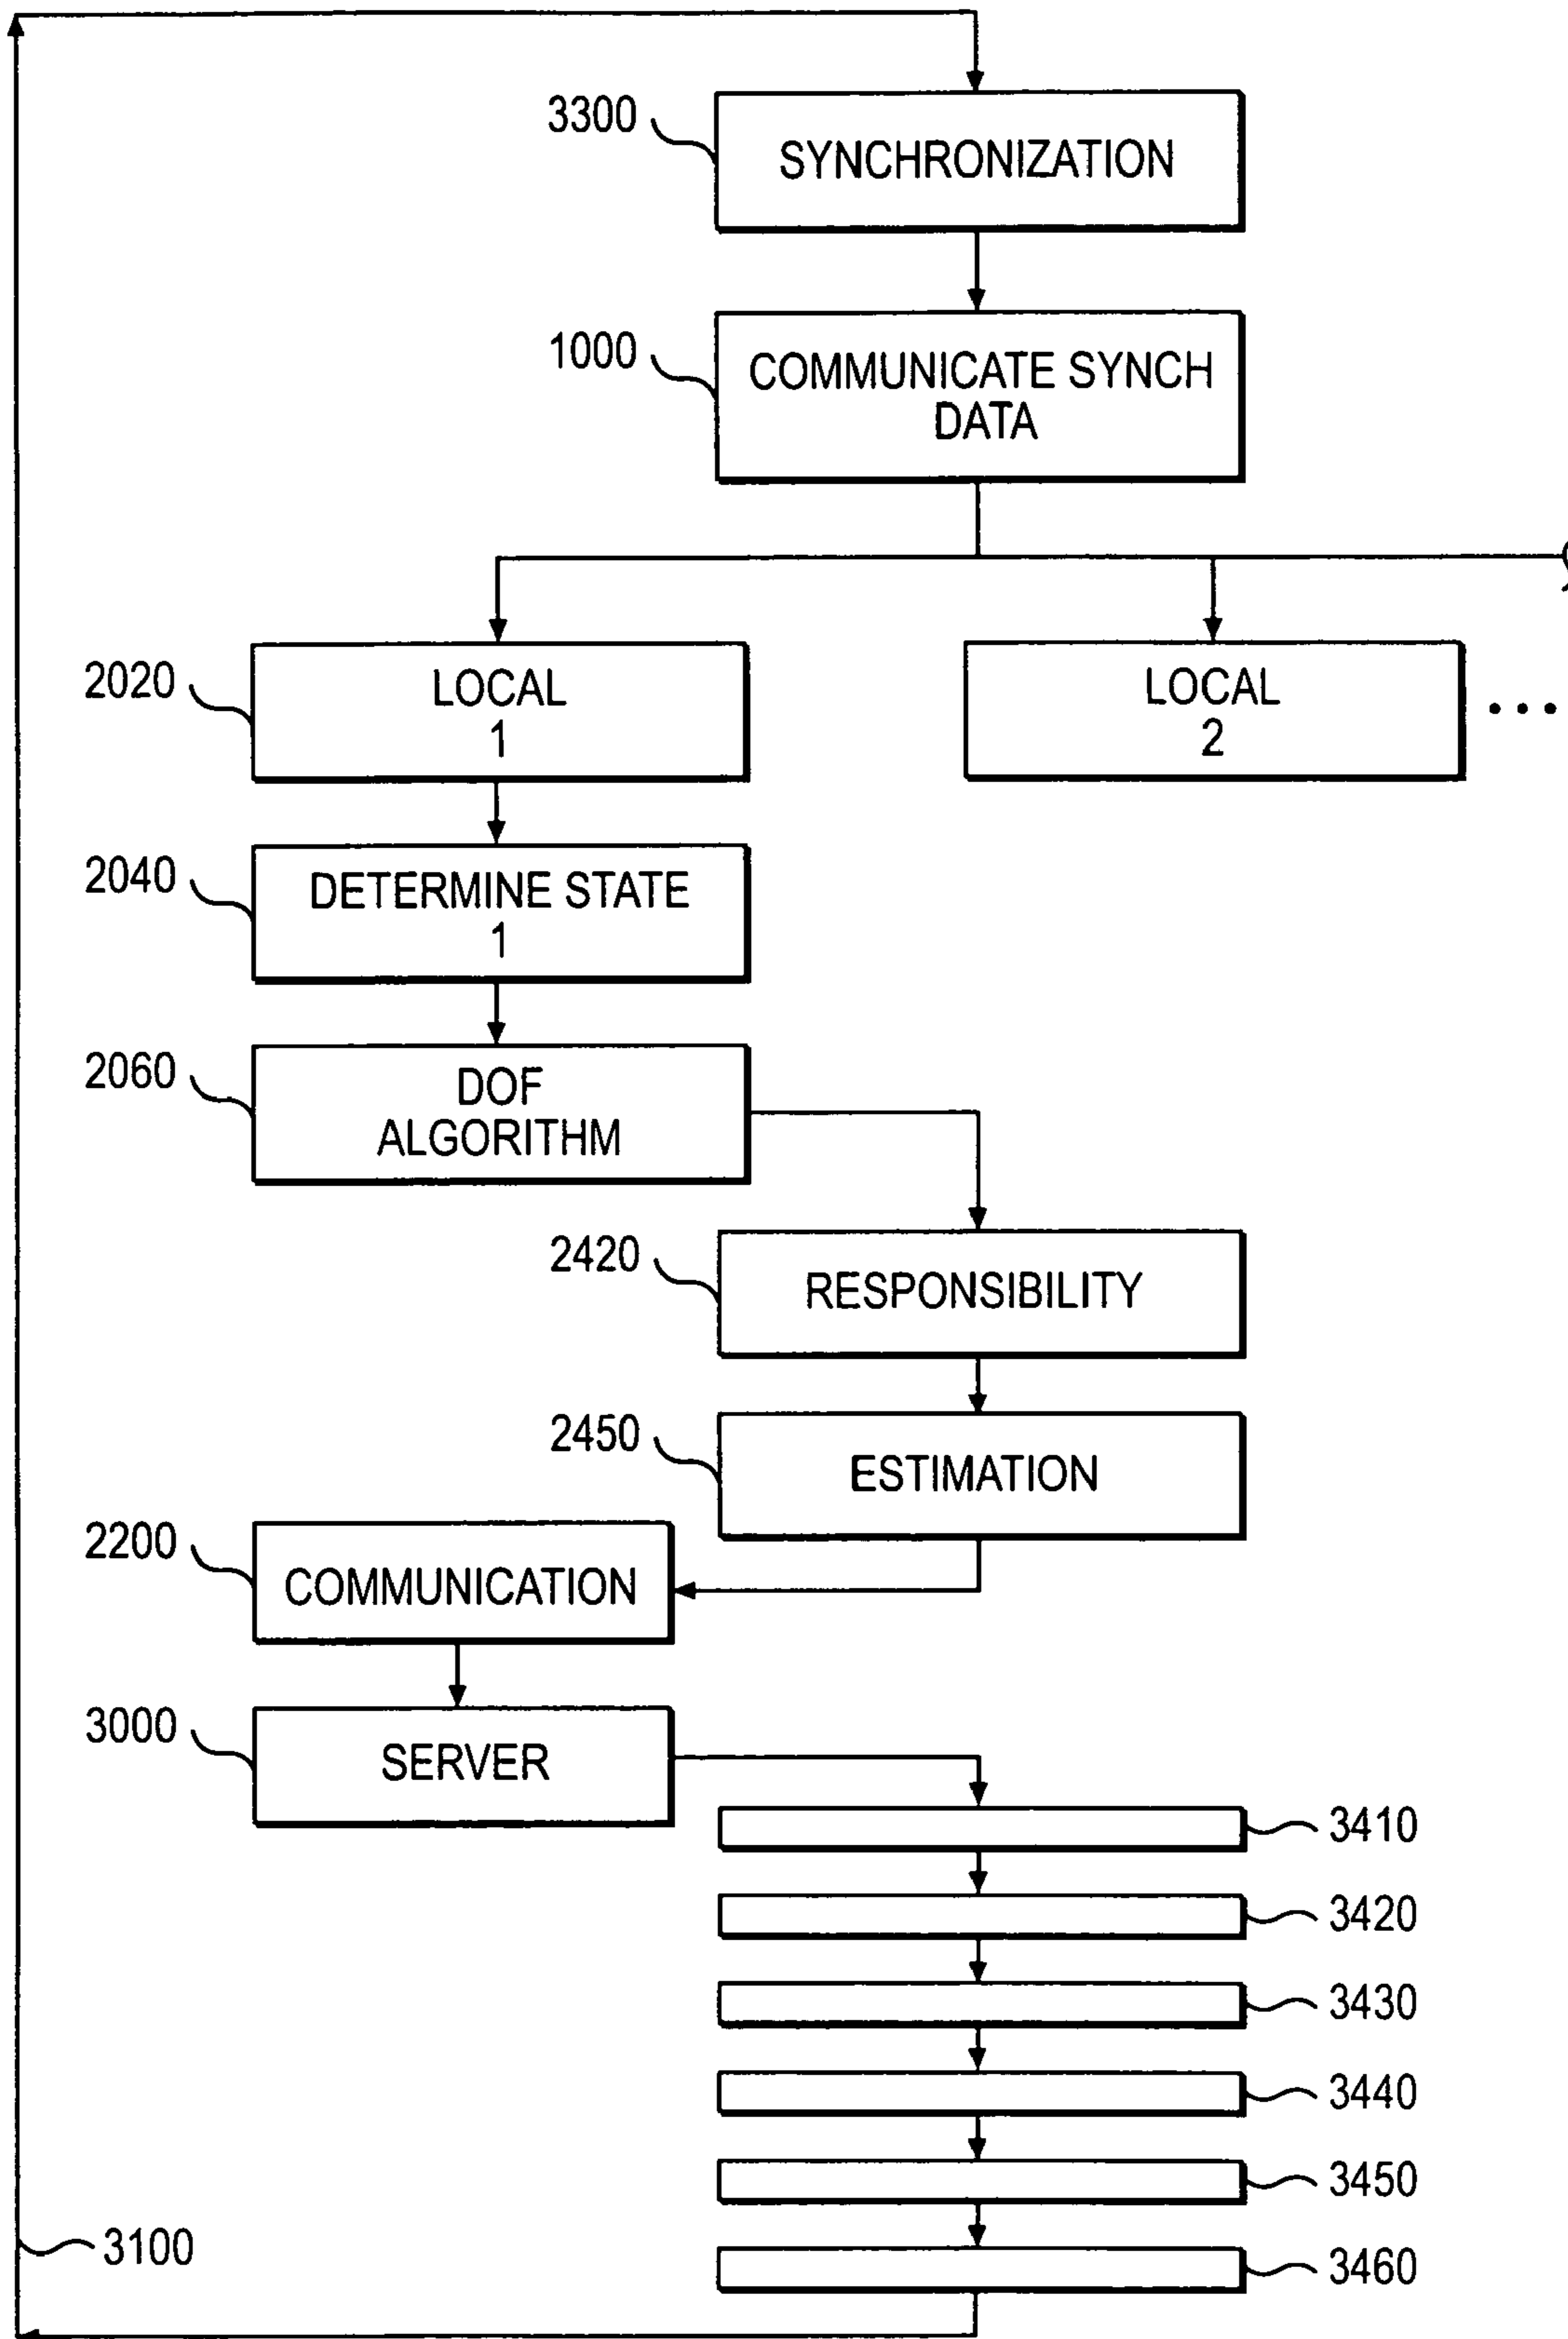 3300
SYNCHRONIZATION
1000
COMMUNICATE SYNCH
DATA
2020
LOCAL
1
LOCAL
2
...
2040
DETERMINE STATE
1
2060
DOF
ALGORITHM
2420
RESPONSIBILITY
2450
ESTIMATION
2200
COMMUNICATION
3000
SERVER
3410
3420
3430
3440
3450
3100
3460